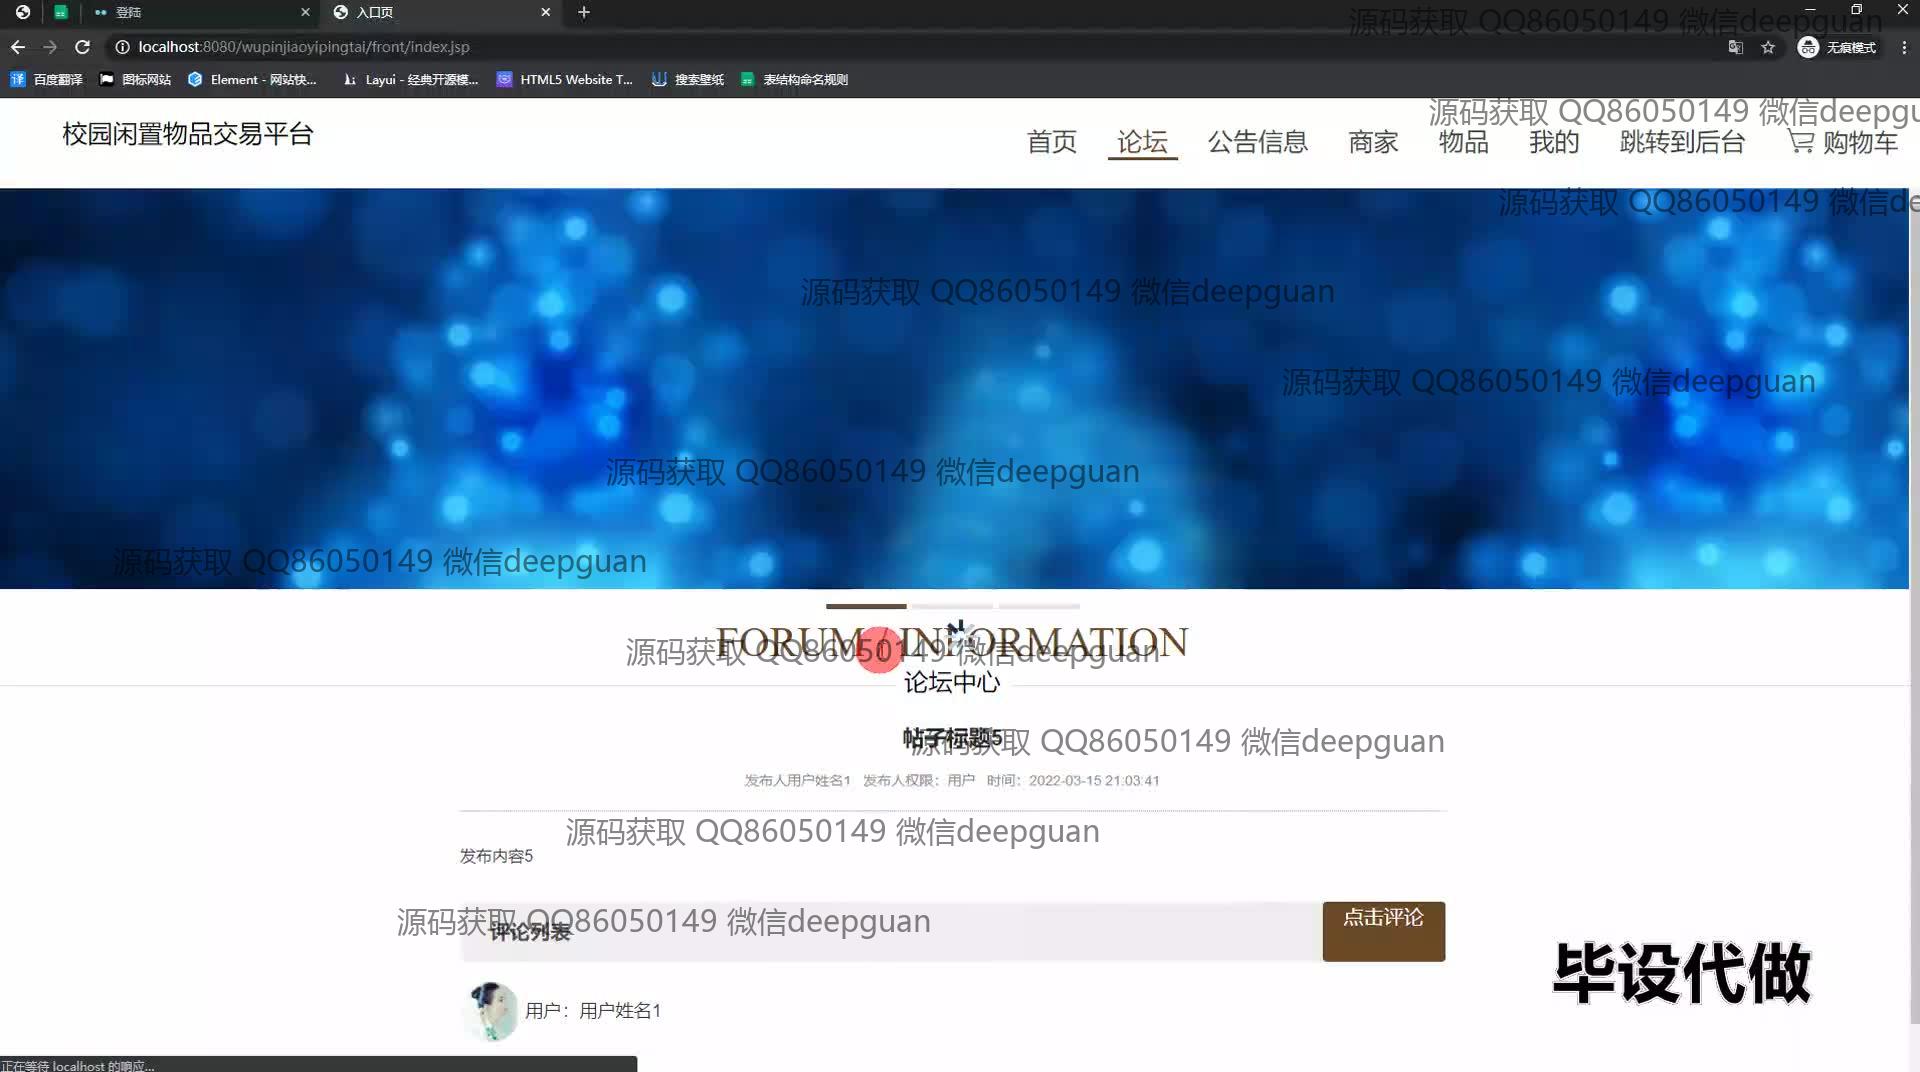 登陆
入口页
localhost:8080/wupinjiaoyipingtai/front/index.jsp
无痕模式
百度翻译
图标网站
Element - 网站快...
Layui - 经典开源模...
HTML5 Website T...
搜索壁纸
表结构命名规则
源码获取 QQ86050149 微信deepguan
校园闲置物品交易平台
首页
论坛
公告信息
商家
物品
我的
跳转到后台
购物车
源码获取 QQ86050149 微信deepgu
源码获取 QQ86050149 微信de
源码获取 QQ86050149 微信deepguan
源码获取 QQ86050149 微信deepguan
源码获取 QQ86050149 微信deepguan
源码获取 QQ86050149 微信deepguan
FORUM / INFORMATION
源码获取 QQ86050149 微信deepguan
论坛中心
帖子标题5
源码获取 QQ86050149 微信deepguan
发布人用户姓名1 发布人权限：用户 时间：2022-03-15 21:03:41
源码获取 QQ86050149 微信deepguan
发布内容5
源码获取 QQ86050149 微信deepguan
评论列表
点击评论
毕设代做
用户：用户姓名1
正在等待 localhost 的响应...